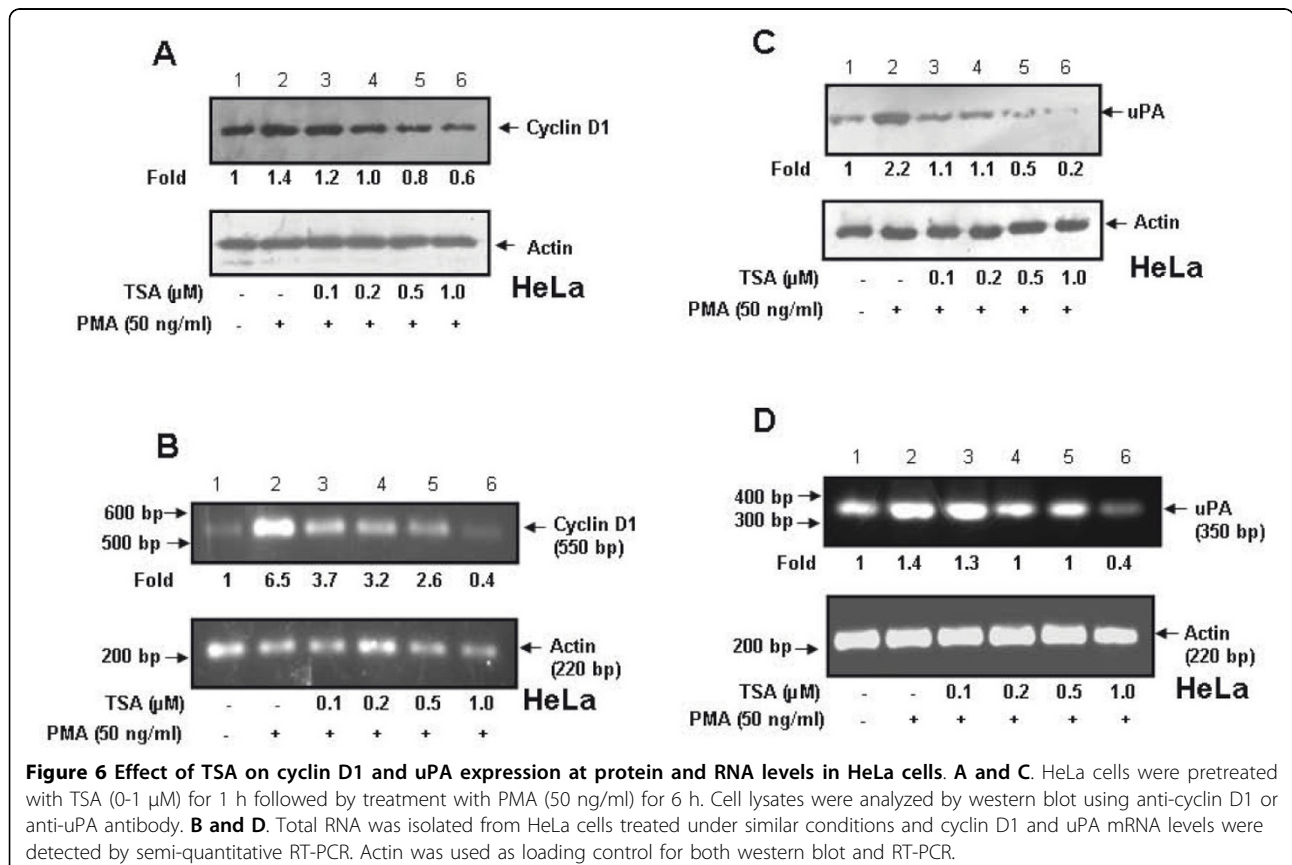 A
1 2 3 4 5 6
← Cyclin D1
Fold 1 1.4 1.2 1.0 0.8 0.6
← Actin
TSA (µM) - - 0.1 0.2 0.5 1.0 HeLa
PMA (50 ng/ml) - + + + + +
C
1 2 3 4 5 6
← uPA
Fold 1 2.2 1.1 1.1 0.5 0.2
← Actin
TSA (µM) - - 0.1 0.2 0.5 1.0 HeLa
PMA (50 ng/ml) - + + + + +
B
1 2 3 4 5 6
600 bp →
500 bp →
← Cyclin D1
(550 bp)
Fold 1 6.5 3.7 3.2 2.6 0.4
200 bp →
← Actin
(220 bp)
TSA (µM) - - 0.1 0.2 0.5 1.0 HeLa
PMA (50 ng/ml) - + + + + +
D
1 2 3 4 5 6
400 bp →
300 bp →
← uPA
(350 bp)
Fold 1 1.4 1.3 1 1 0.4
200 bp →
← Actin
(220 bp)
TSA (µM) - - 0.1 0.2 0.5 1.0 HeLa
PMA (50 ng/ml) - + + + + +
Figure 6 Effect of TSA on cyclin D1 and uPA expression at protein and RNA levels in HeLa cells. A and C. HeLa cells were pretreated
with TSA (0-1 µM) for 1 h followed by treatment with PMA (50 ng/ml) for 6 h. Cell lysates were analyzed by western blot using anti-cyclin D1 or
anti-uPA antibody. B and D. Total RNA was isolated from HeLa cells treated under similar conditions and cyclin D1 and uPA mRNA levels were
detected by semi-quantitative RT-PCR. Actin was used as loading control for both western blot and RT-PCR.